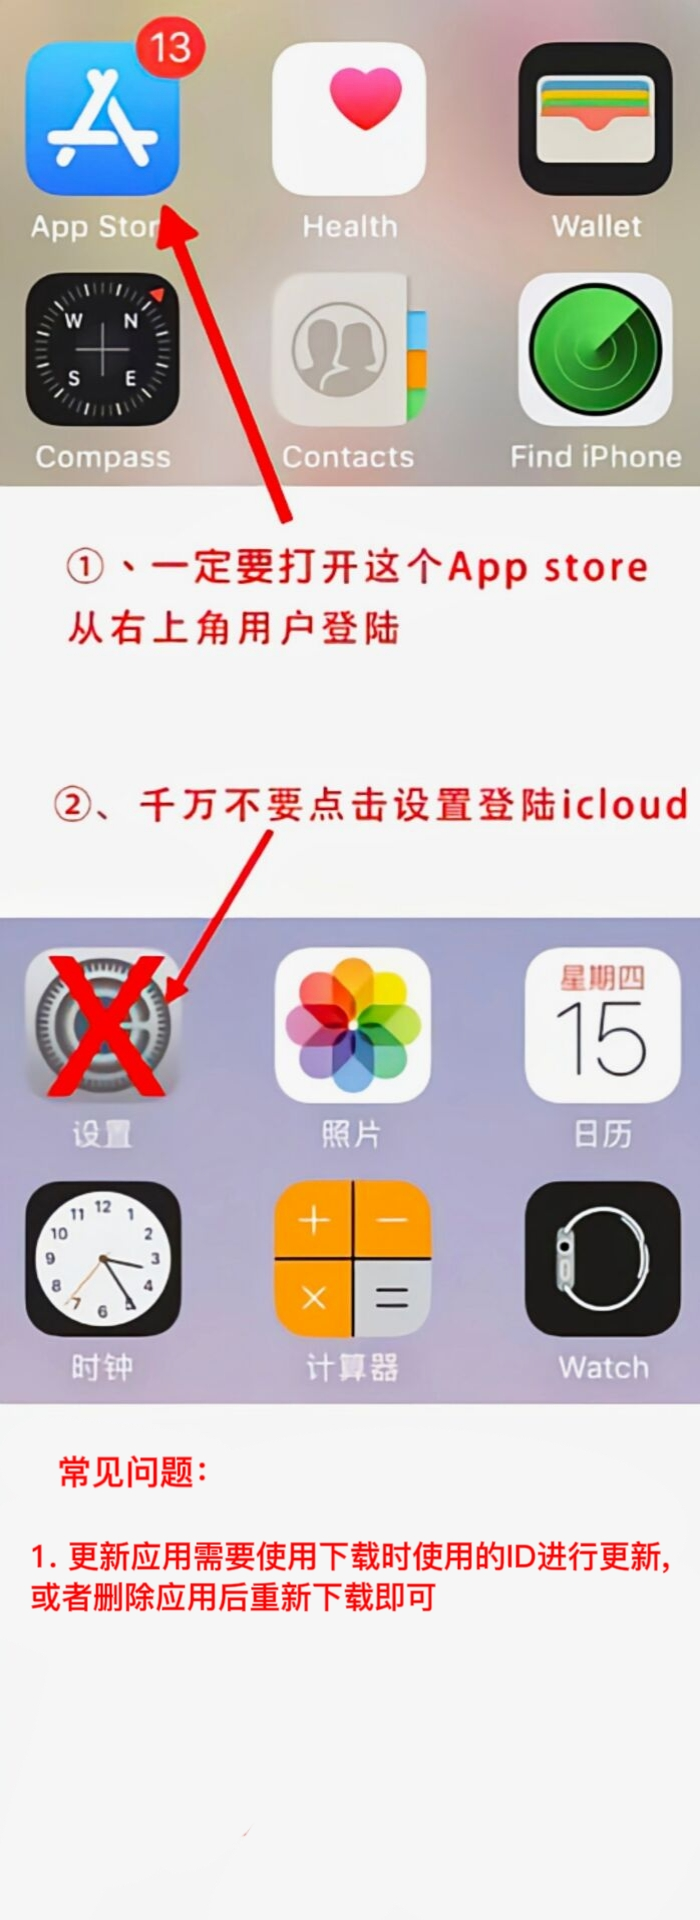 13
App Stor
Health
Wallet
W N
S E
Compass
Contacts
Find iPhone
①、一定要打开这个App store
从右上角用户登陆
②、千万不要点击设置登陆icloud
X
星期四
15
设置
照片
日历
12
11 1
10 2
9 3
8 4
7 5
6
+ −
× =
时钟
计算器
Watch
常见问题：
1. 更新应用需要使用下载时使用的ID进行更新,
或者删除应用后重新下载即可